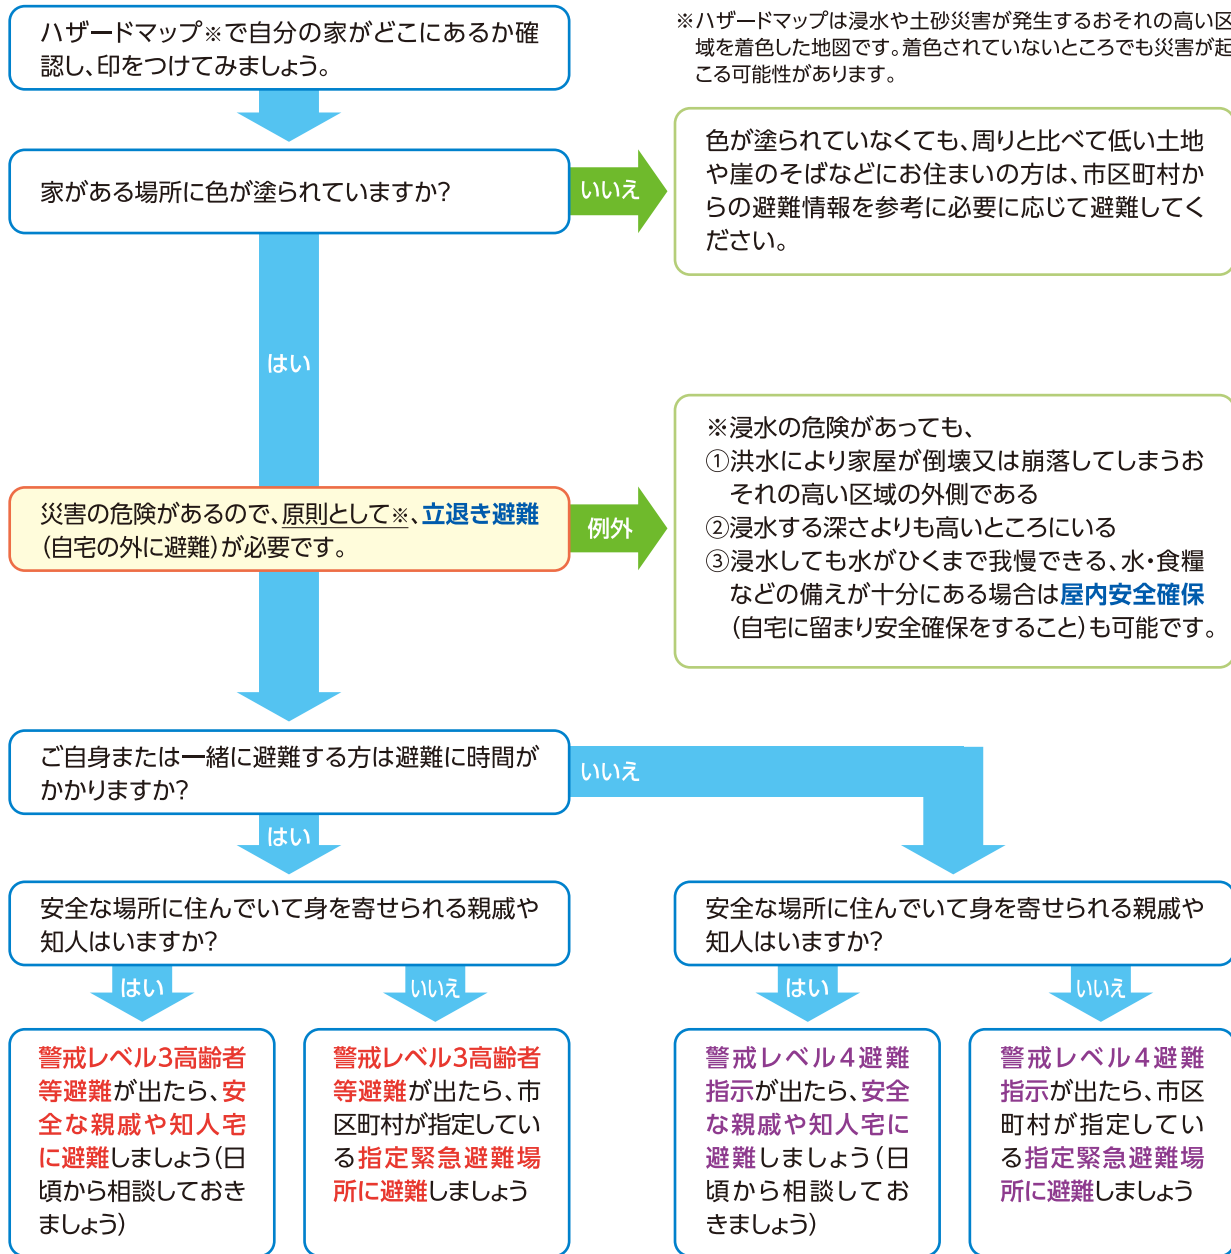 ハザードマップ※で自分の家がどこにあるか確
認し、印をつけてみましょう。
※ハザードマップは浸水や土砂災害が発生するおそれの高い区
域を着色した地図です。着色されていないところでも災害が起
こる可能性があります。
家がある場所に色が塗られていますか?
いいえ
色が塗られていなくても、周りと比べて低い土地
や崖のそばなどにお住まいの方は、市区町村か
らの避難情報を参考に必要に応じて避難してく
ださい。
はい
災害の危険があるので、原則として※、立退き避難
(自宅の外に避難)が必要です。
例外
※浸水の危険があっても、
①洪水により家屋が倒壊又は崩落してしまうお
それの高い区域の外側である
②浸水する深さよりも高いところにいる
③浸水しても水がひくまで我慢できる、水・食糧
などの備えが十分にある場合は屋内安全確保
(自宅に留まり安全確保をすること)も可能です。
ご自身または一緒に避難する方は避難に時間が
かかりますか?
いいえ
はい
安全な場所に住んでいて身を寄せられる親戚や
知人はいますか?
はい
いいえ
警戒レベル3高齢者
等避難が出たら、安
全な親戚や知人宅
に避難しましょう(日
頃から相談しておき
ましょう)
警戒レベル3高齢者
等避難が出たら、市
区町村が指定してい
る指定緊急避難場
所に避難しましょう
安全な場所に住んでいて身を寄せられる親戚や
知人はいますか?
はい
いいえ
警戒レベル4避難
指示が出たら、安全
な親戚や知人宅に
避難しましょう(日
頃から相談してお
きましょう)
警戒レベル4避難
指示が出たら、市区
町村が指定してい
る指定緊急避難場
所に避難しましょう